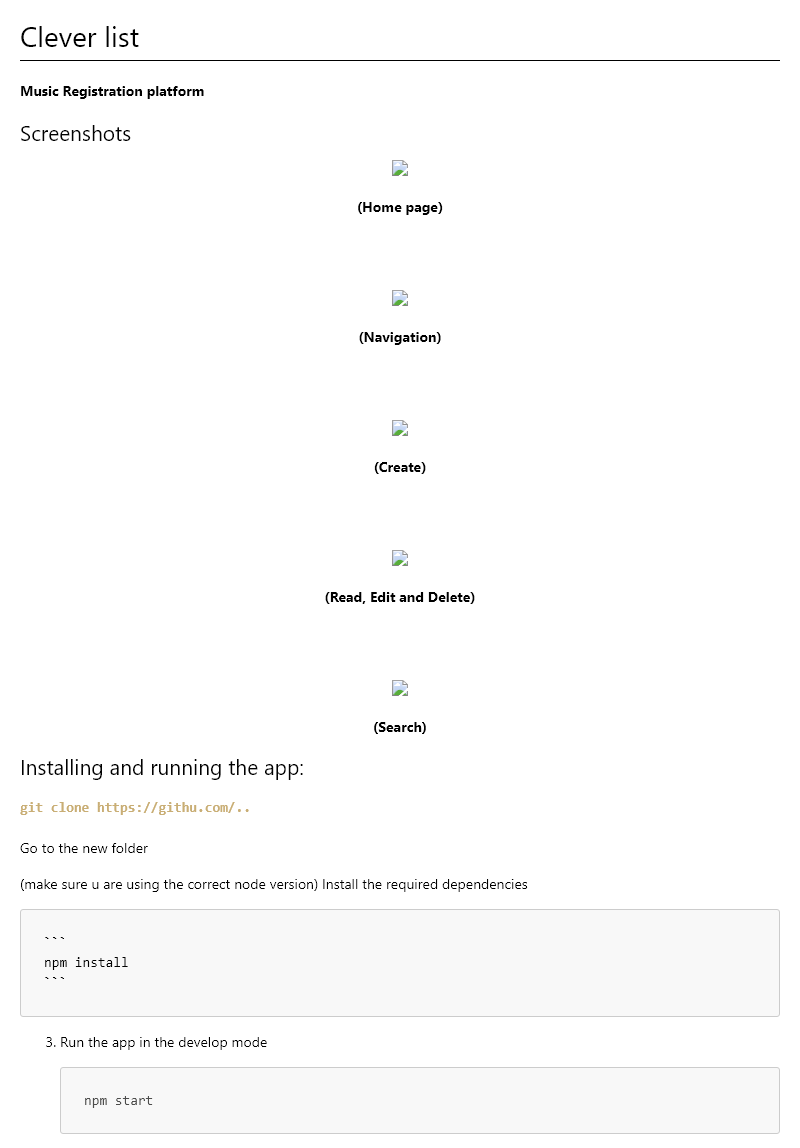 Clever list
Music Registration platform
Screenshots
(Home page)
(Navigation)
(Create)
(Read, Edit and Delete)
(Search)
Installing and running the app:
git clone https://githu.com/..
Go to the new folder
(make sure u are using the correct node version) Install the required dependencies
```
npm install
```
3. Run the app in the develop mode
npm start